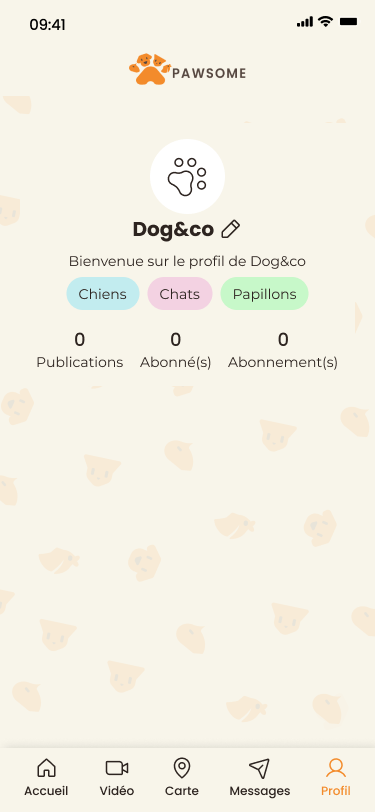 09:41
PAWSOME
Dog&co
Bienvenue sur le profil de Dog&co
Chiens Chats Papillons
0 0 0
Publications Abonné(s) Abonnement(s)
Accueil Vidéo Carte Messages Profil